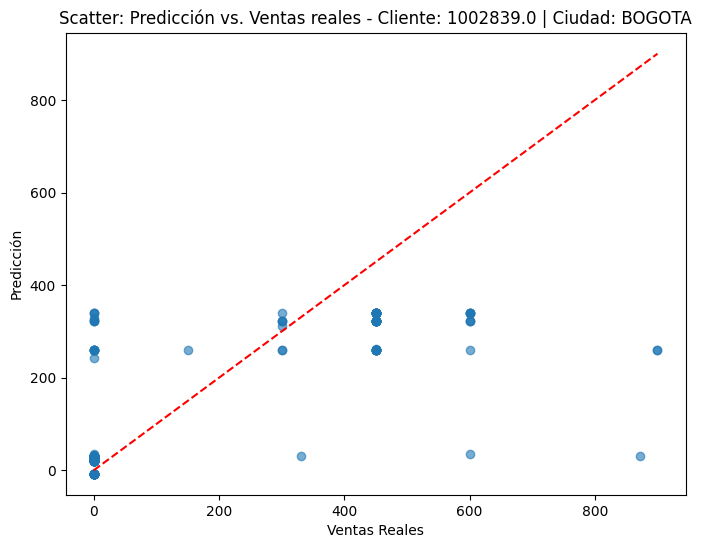 Scatter: Predicción vs. Ventas reales - Cliente: 1002839.0 | Ciudad: BOGOTA
800
600
400
200
0
Predicción
0 200 400 600 800
Ventas Reales